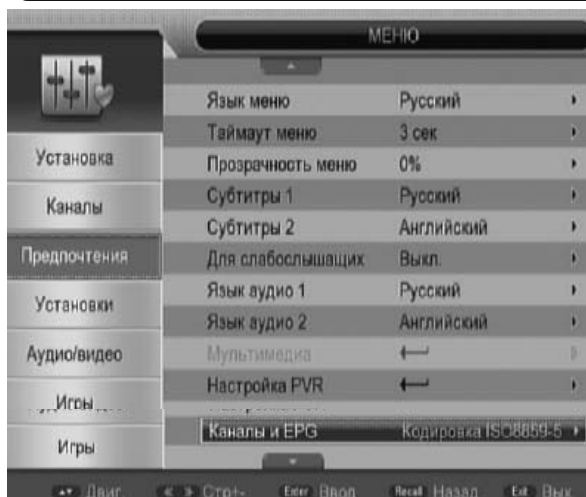 МЕНЮ
Установка
Каналы
Предпочтения
Установки
Аудио/видео
Игры
Игры
Язык меню Русский
Таймаут меню 3 сек
Прозрачность меню 0%
Субтитры 1 Русский
Субтитры 2 Английский
Для слабослышащих Выкл.
Язык аудио 1 Русский
Язык аудио 2 Английский
Мультимедиа
Настройка PVR
Каналы и EPG Кодировка ISO8859-5
Двиг. Стр+- Enter Ввод Recall Назад Exit Вых